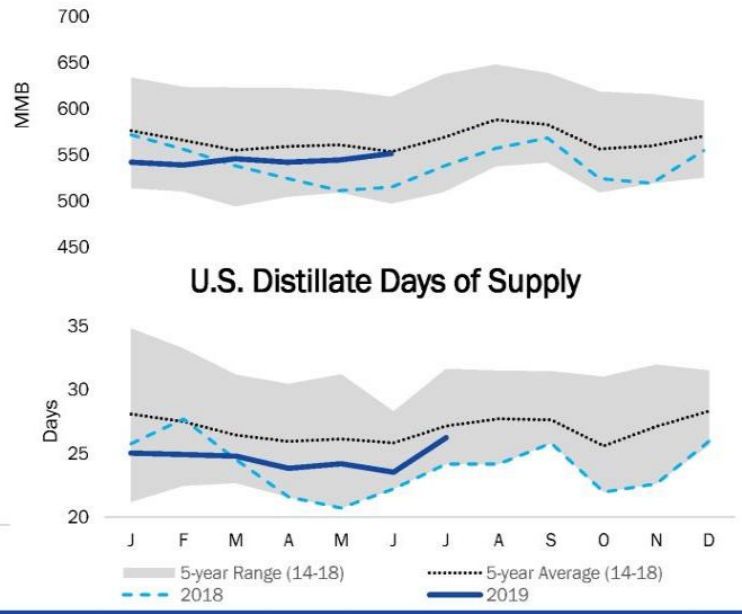 700
650
600
550
500
450
MMB
U.S. Distillate Days of Supply
35
30
25
20
Days
J F M A M J J A S O N D
5-year Range (14-18) 5-year Average (14-18)
2018 2019